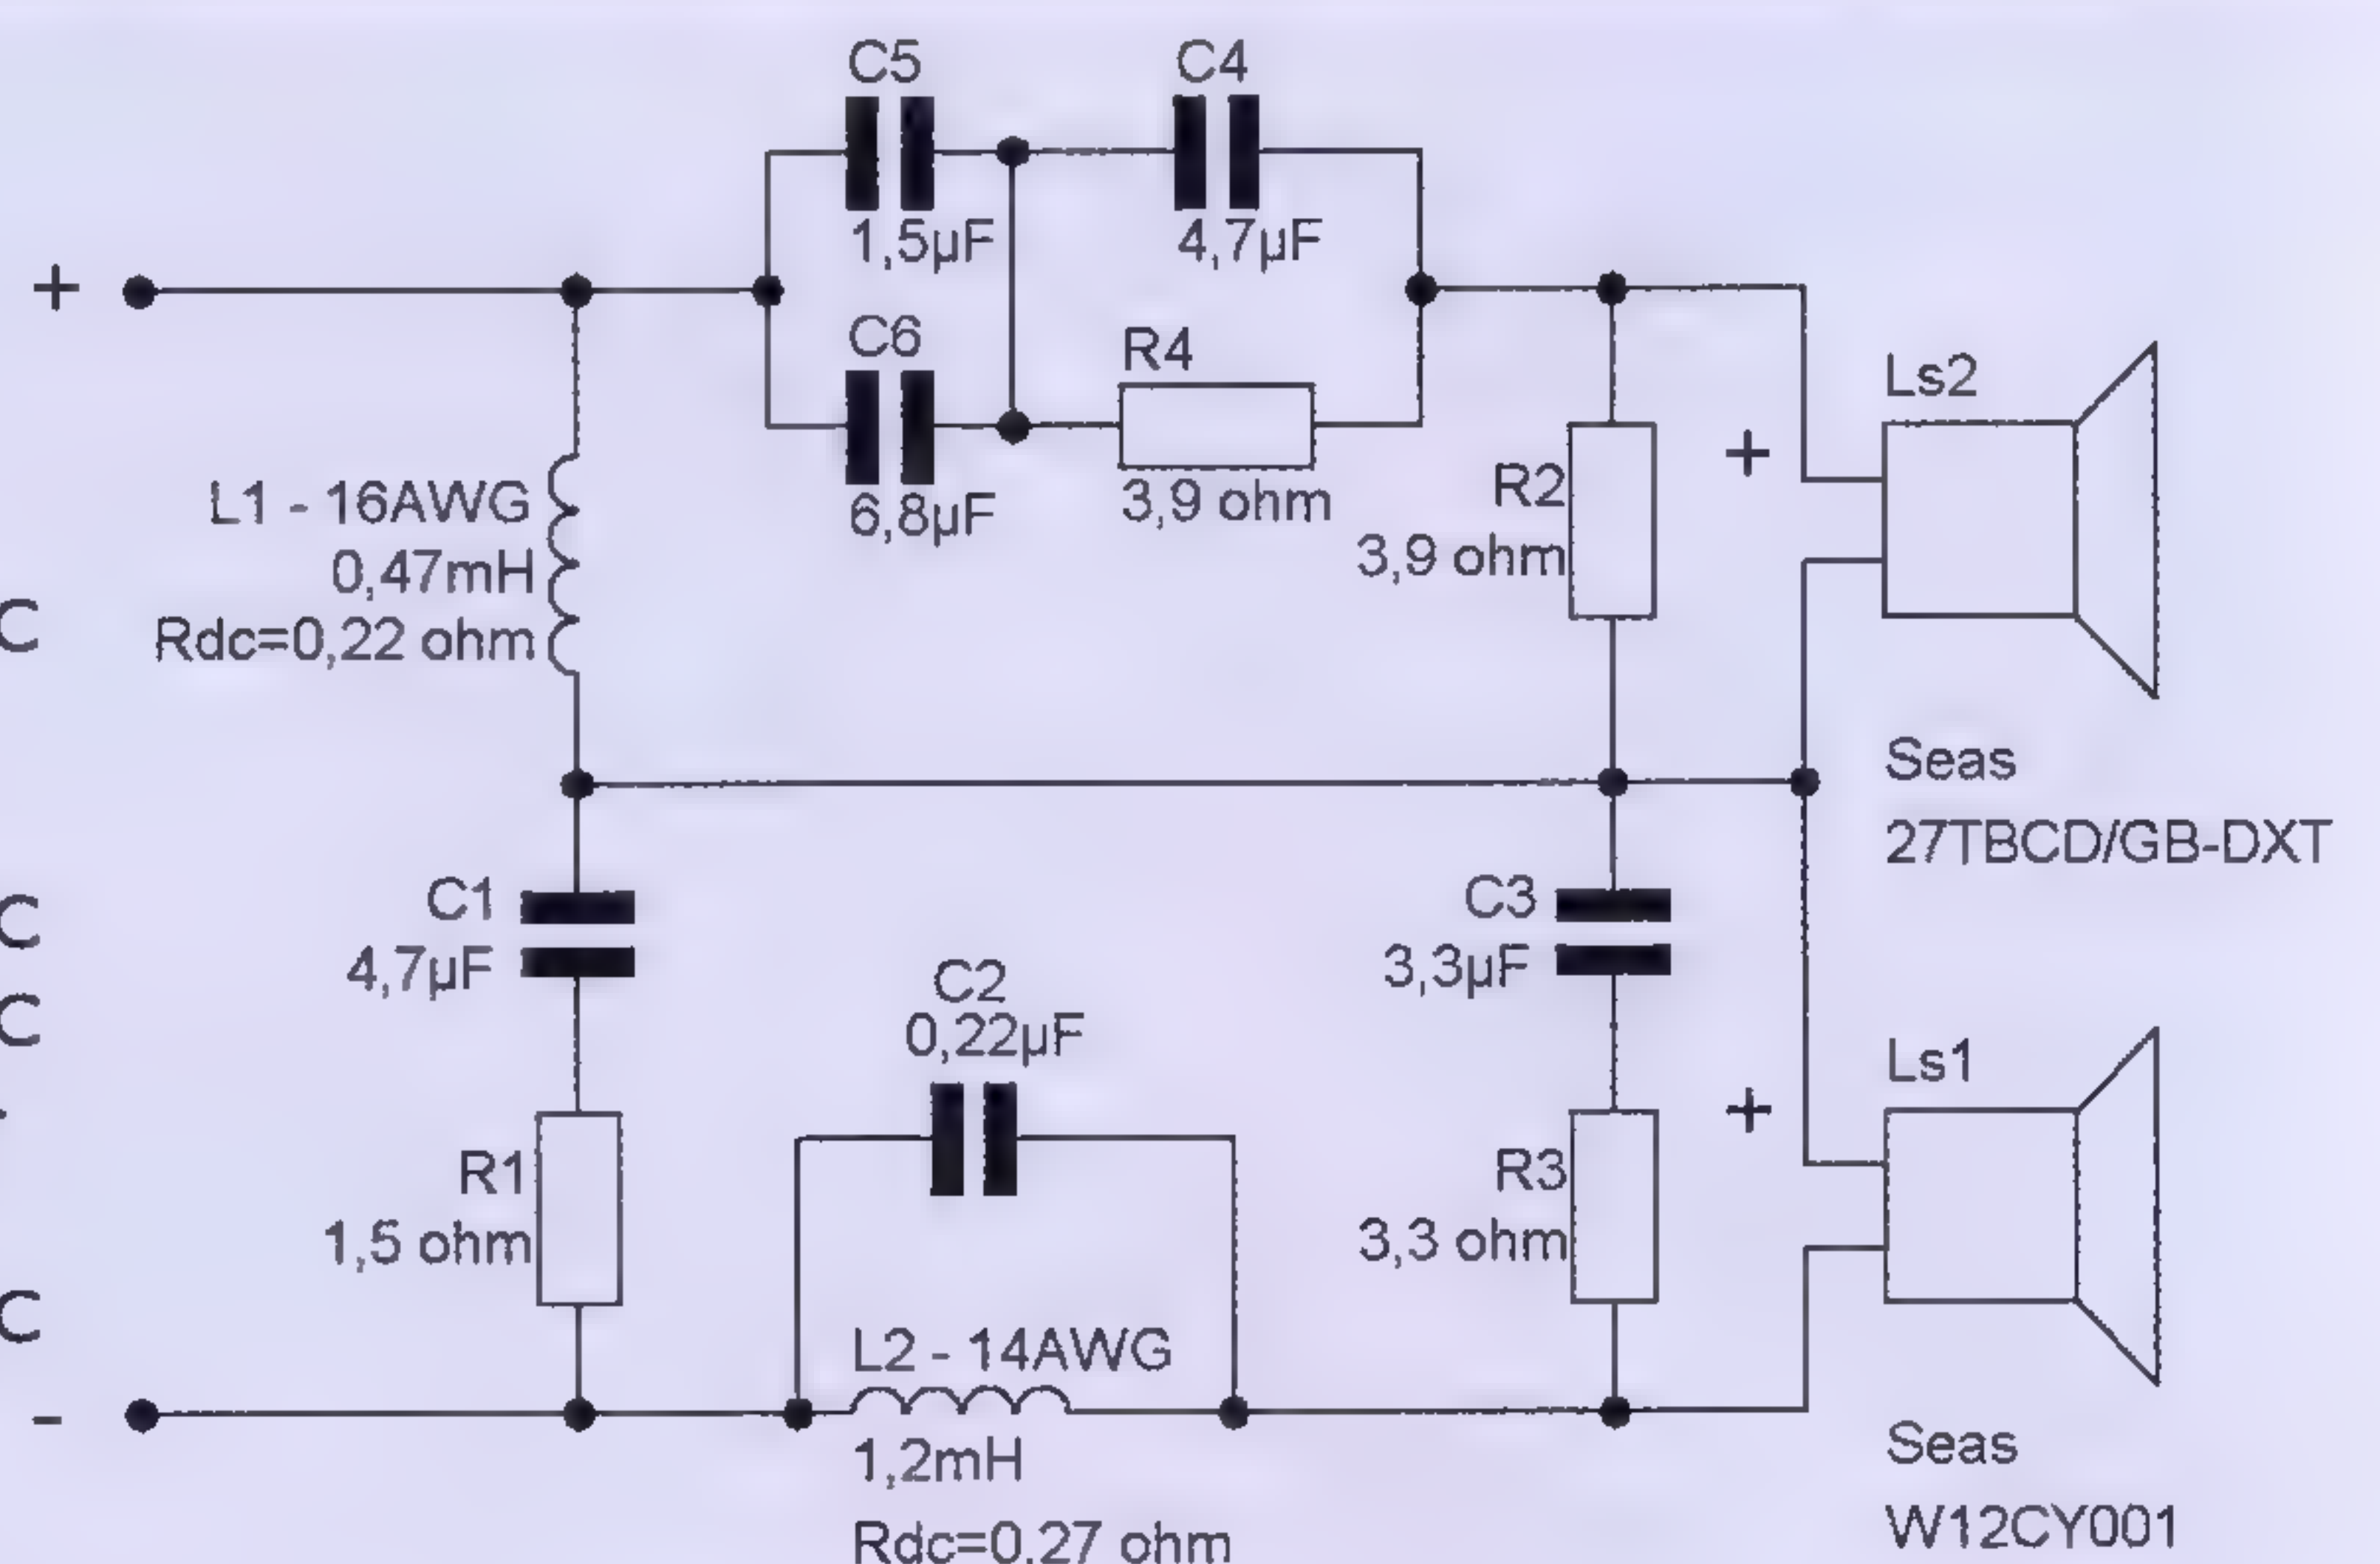 C5
C4
1,5µF
4,7µF
+
C6
R4
Ls2
6,8µF
3,9 ohm
+
R2
3,9 ohm
L1 - 16AWG
0,47mH
Rdc=0,22 ohm
C
Seas
27TBCD/GB-DXT
C1
4,7µF
C3
3,3µF
C
C
C2
0,22µF
Ls1
+
R1
1,5 ohm
R3
3,3 ohm
C
L2 - 14AWG
-
1,2mH
Rdc=0,27 ohm
Seas
W12CY001